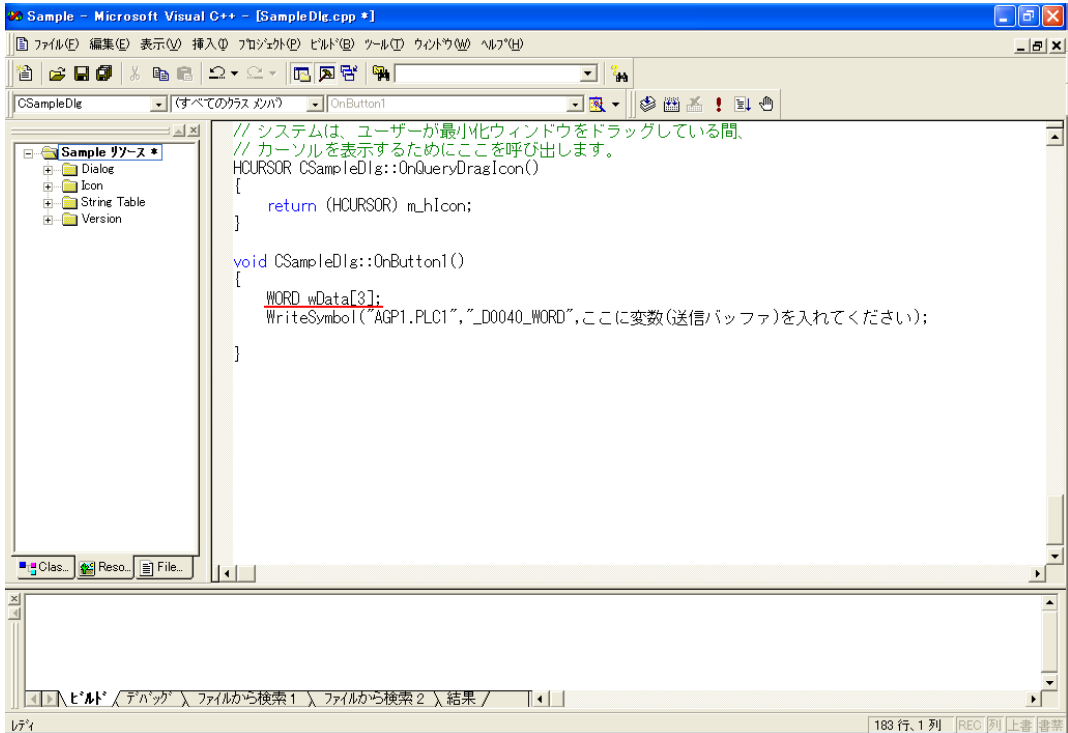 Sample - Microsoft Visual C++ - [SampleDlg.cpp *]
ファイル(F) 編集(E) 表示(V) 挿入(I) プロジェクト(P) ビルド(B) ツール(T) ウィンドウ(W) ヘルプ(H)
CSampleDlg (すべてのクラス メンバ) OnButton1
Sample リソース *
Dialog
Icon
String Table
Version
// システムは、ユーザーが最小化ウィンドウをドラッグしている間、
// カーソルを表示するためにここを呼び出します。
HCURSOR CSampleDlg::OnQueryDragIcon()
{
return (HCURSOR) m_hIcon;
}
void CSampleDlg::OnButton1()
{
WORD wData[3];
WriteSymbol("AGP1.PLC1","_D0040_WORD",ここに変数(送信バッファ)を入れてください);
}
Clas... Reso... File...
ビルド デバッグ ファイルから検索 1 ファイルから検索 2 結果
レディ 183 行、1 列 REC 列 上書 書禁